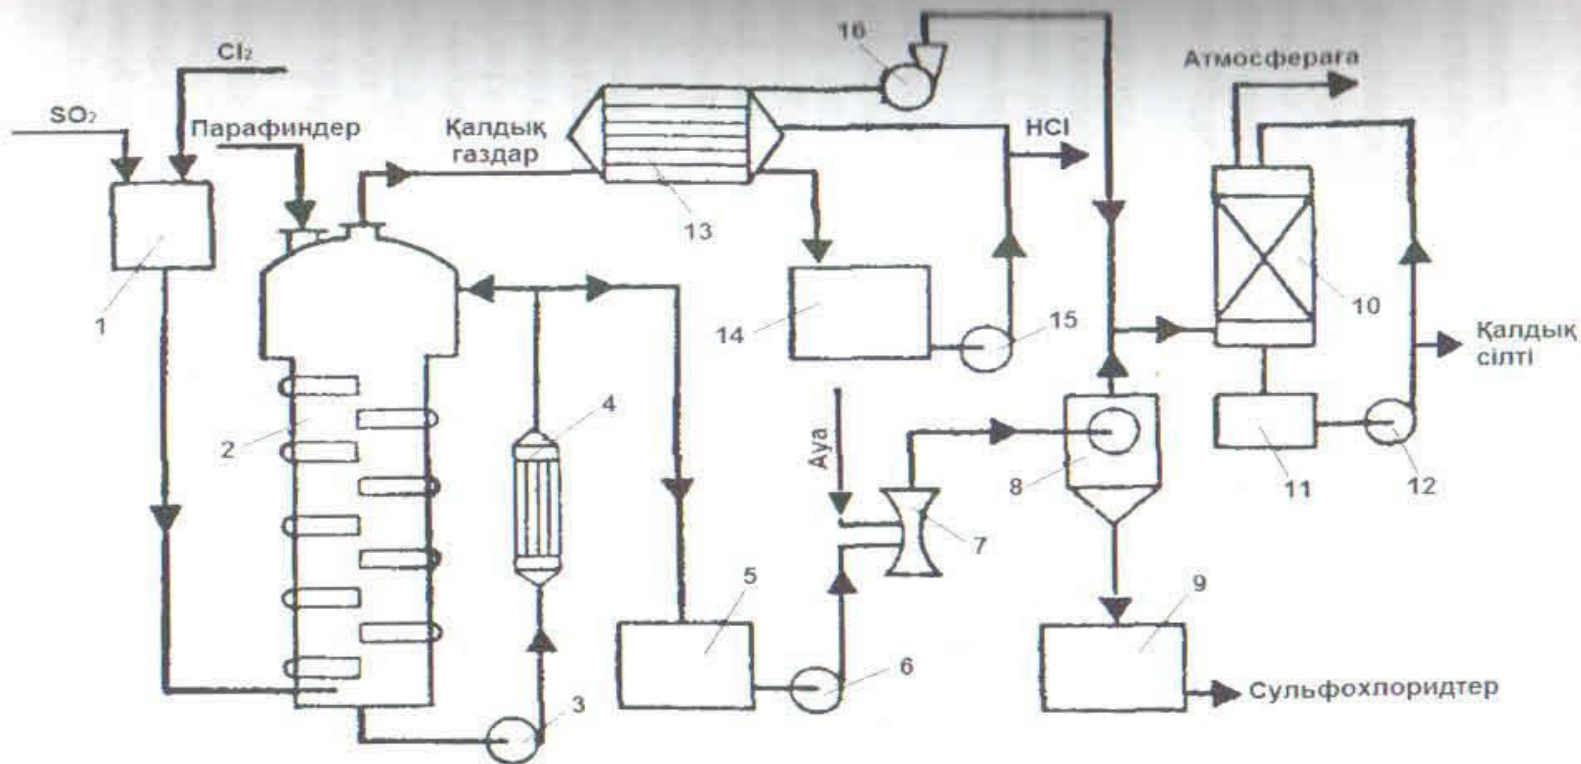 16
Cl₂
Атмосфераға
SO₂
Парафиндер
Қалдық
газдар
HCl
13
1
14
15
10
Қалдық
сілті
2
4
Ауа
8
11
12
7
5
9
6
3
Сульфохлоридтер